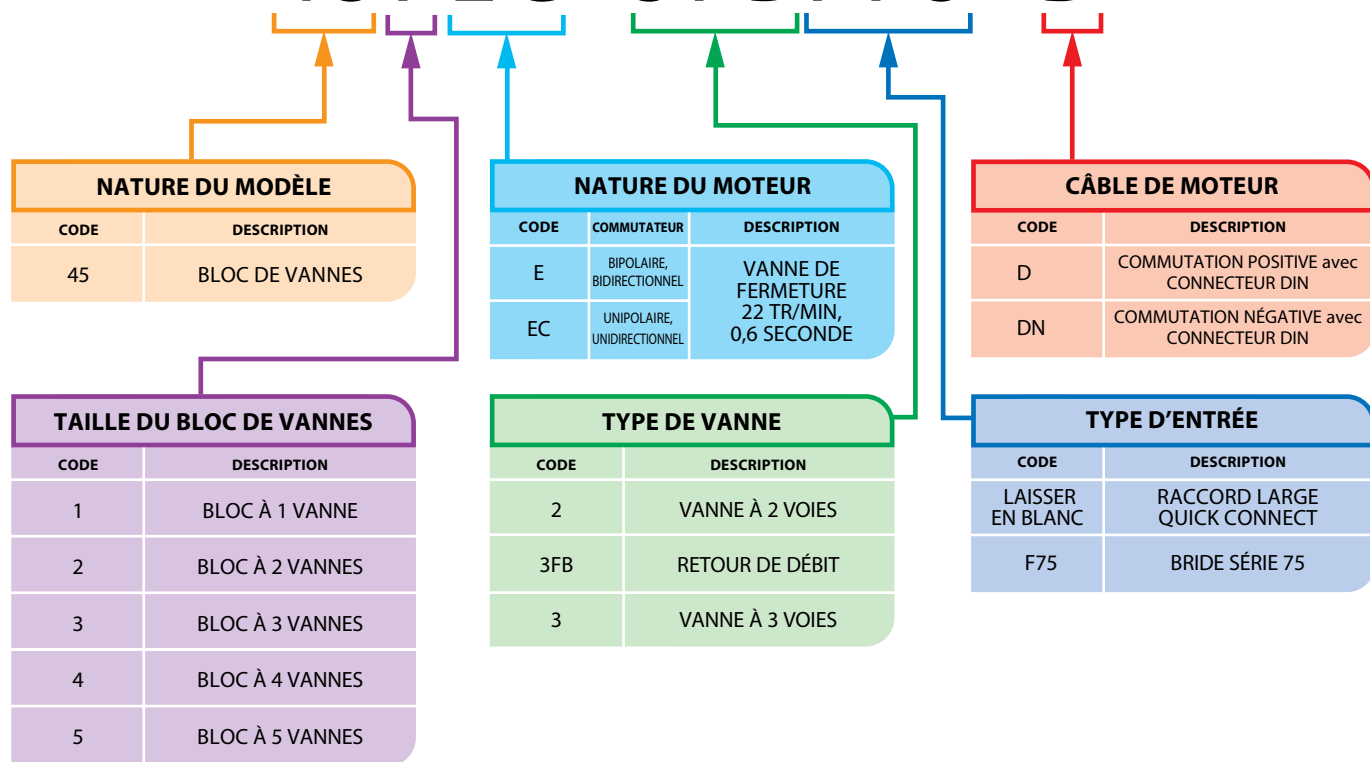 NATURE DU MODÈLE
CODE DESCRIPTION
45 BLOC DE VANNES
NATURE DU MOTEUR
CODE COMMUTATEUR DESCRIPTION
E BIPOLAIRE, BIDIRECTIONNEL
EC UNIPOLAIRE, UNIDIRECTIONNEL
VANNE DE
FERMETURE
22 TR/MIN,
0,6 SECONDE
CÂBLE DE MOTEUR
CODE DESCRIPTION
D COMMUTATION POSITIVE avec
CONNECTEUR DIN
DN COMMUTATION NÉGATIVE avec
CONNECTEUR DIN
TAILLE DU BLOC DE VANNES
CODE DESCRIPTION
1 BLOC À 1 VANNE
2 BLOC À 2 VANNES
3 BLOC À 3 VANNES
4 BLOC À 4 VANNES
5 BLOC À 5 VANNES
TYPE DE VANNE
CODE DESCRIPTION
2 VANNE À 2 VOIES
3FB RETOUR DE DÉBIT
3 VANNE À 3 VOIES
TYPE D'ENTRÉE
CODE DESCRIPTION
LAISSER EN BLANC RACCORD LARGE QUICK CONNECT
F75 BRIDE SÉRIE 75